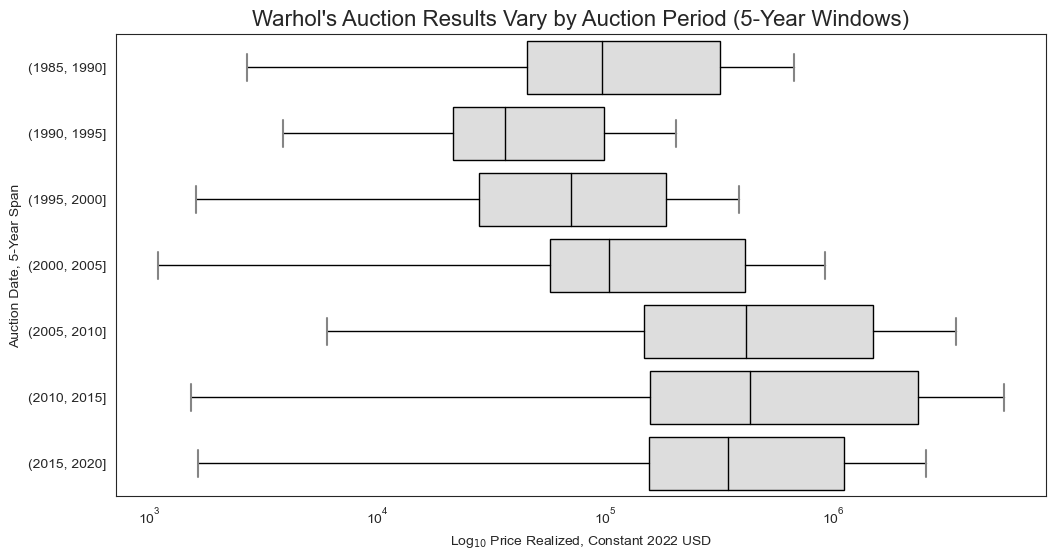 Warhol's Auction Results Vary by Auction Period (5-Year Windows)
Auction Date, 5-Year Span
(1985, 1990]
(1990, 1995]
(1995, 2000]
(2000, 2005]
(2005, 2010]
(2010, 2015]
(2015, 2020]
10³ 10⁴ 10⁵ 10⁶
Log₁₀ Price Realized, Constant 2022 USD